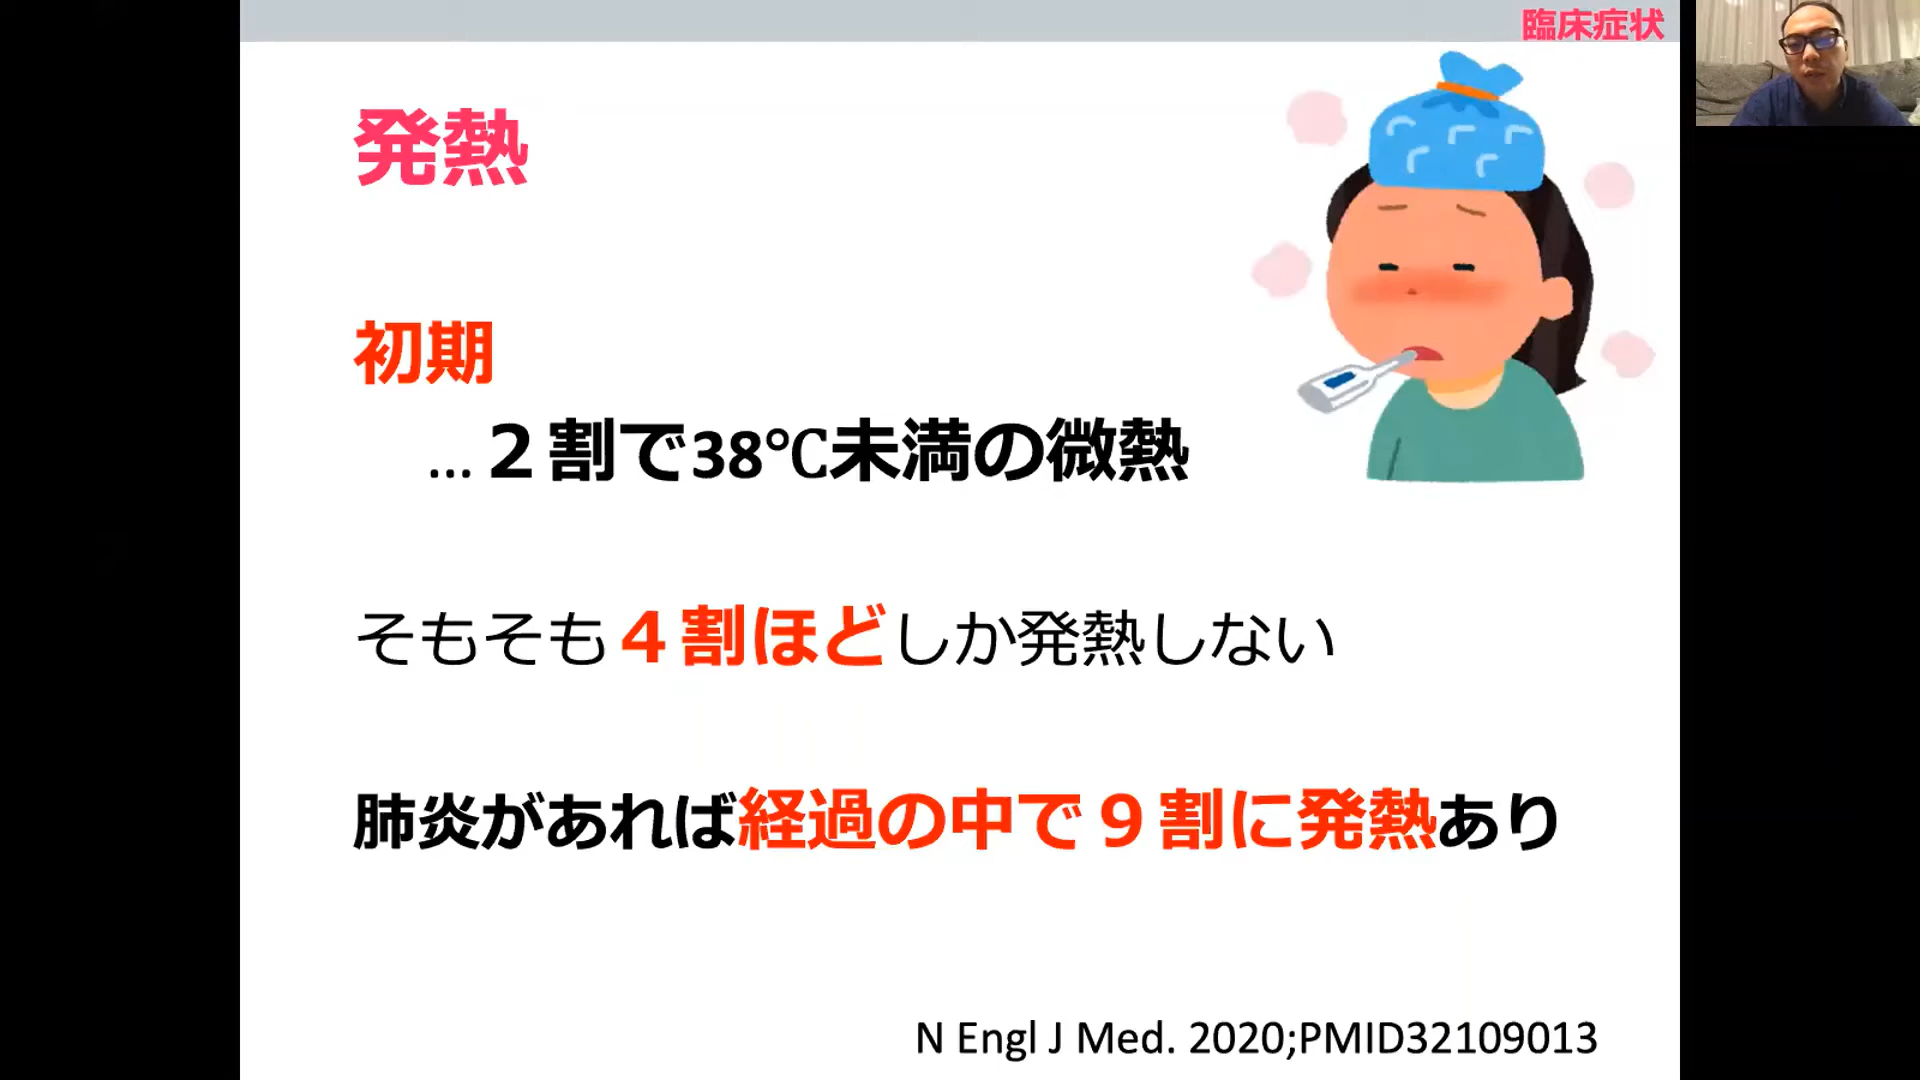 臨床症状
発熱
初期
…２割で38℃未満の微熱
そもそも４割ほどしか発熱しない
肺炎があれば経過の中で９割に発熱あり
N Engl J Med. 2020;PMID32109013